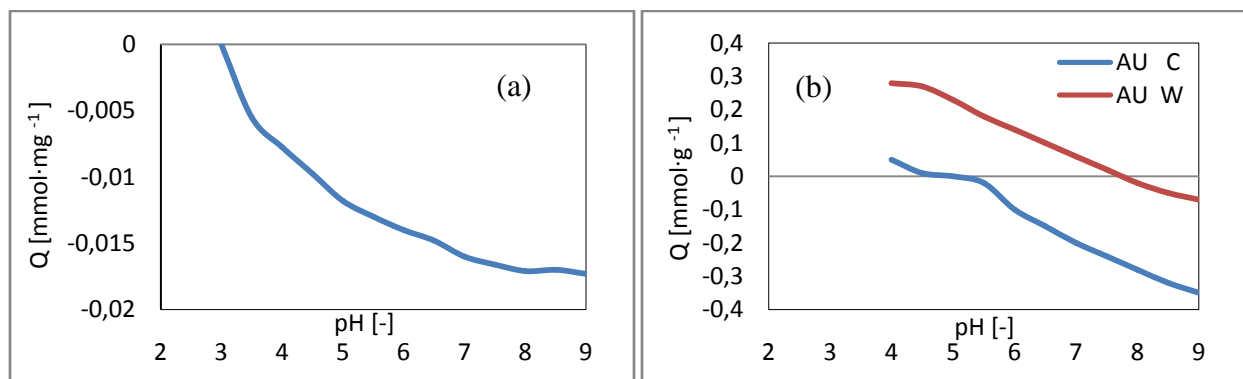 (a)
Q [mmol·mg ⁻¹]
0
-0,005
-0,01
-0,015
-0,02
pH [-]
2 3 4 5 6 7 8 9
(b)
AU C
AU W
Q [mmol·g ⁻¹]
0,4
0,3
0,2
0,1
0
-0,1
-0,2
-0,3
-0,4
pH [-]
2 3 4 5 6 7 8 9